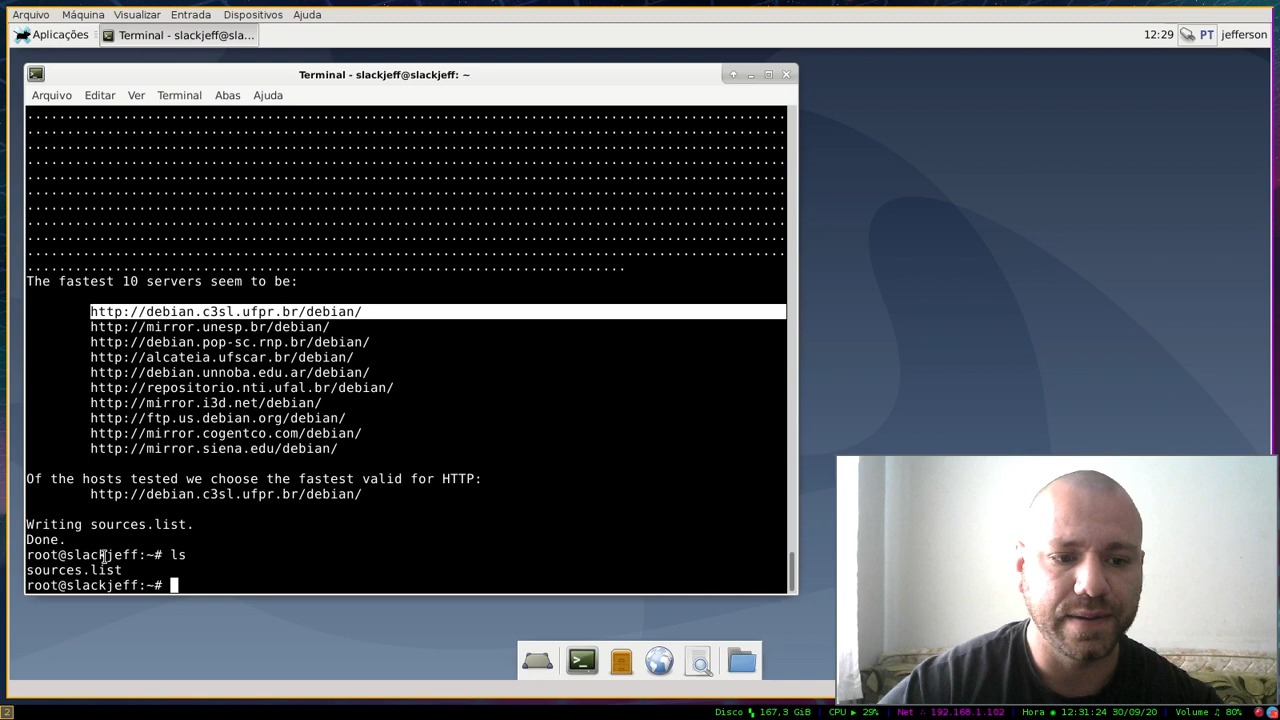 Arquivo Máquina Visualizar Entrada Dispositivos Ajuda
Aplicações Terminal - slackjeff@sla... 12:29 PT jefferson
Terminal - slackjeff@slackjeff: ~
Arquivo Editar Ver Terminal Abas Ajuda
The fastest 10 servers seem to be:
http://debian.c3sl.ufpr.br/debian/
http://mirror.unesp.br/debian/
http://debian.pop-sc.rnp.br/debian/
http://alcateia.ufscar.br/debian/
http://debian.unnoba.edu.ar/debian/
http://repositorio.nti.ufal.br/debian/
http://mirror.i3d.net/debian/
http://ftp.us.debian.org/debian/
http://mirror.cogentco.com/debian/
http://mirror.siena.edu/debian/
Of the hosts tested we choose the fastest valid for HTTP:
http://debian.c3sl.ufpr.br/debian/
Writing sources.list.
Done.
root@slackjeff:~# ls
sources.list
root@slackjeff:~#
2 Disco 167,3 GiB CPU 29% Net 192.168.1.102 Hora 12:31:24 30/09/20 Volume 80%